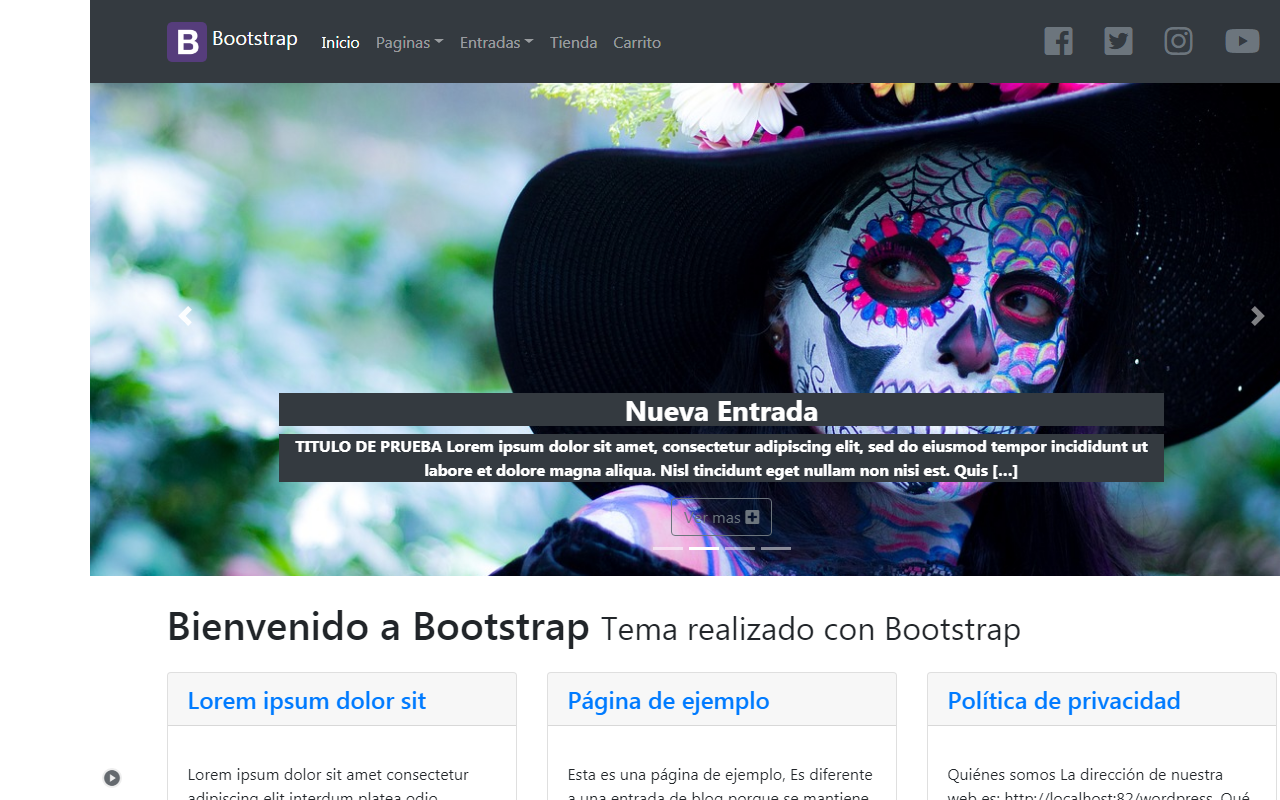 B Bootstrap Inicio Paginas Entradas Tienda Carrito
Nueva Entrada
TITULO DE PRUEBA Lorem ipsum dolor sit amet, consectetur adipiscing elit, sed do eiusmod tempor incididunt ut
labore et dolore magna aliqua. Nisl tincidunt eget nullam non nisi est. Quis [...]
Ver mas
Bienvenido a Bootstrap Tema realizado con Bootstrap
Lorem ipsum dolor sit
Página de ejemplo
Política de privacidad
Lorem ipsum dolor sit amet consectetur
adipiscing elit interdum platea odio
Esta es una página de ejemplo, Es diferente
a una entrada de blog porque se mantiene
Quiénes somos La dirección de nuestra
web es: http://localhost:82/wordpress. Qué